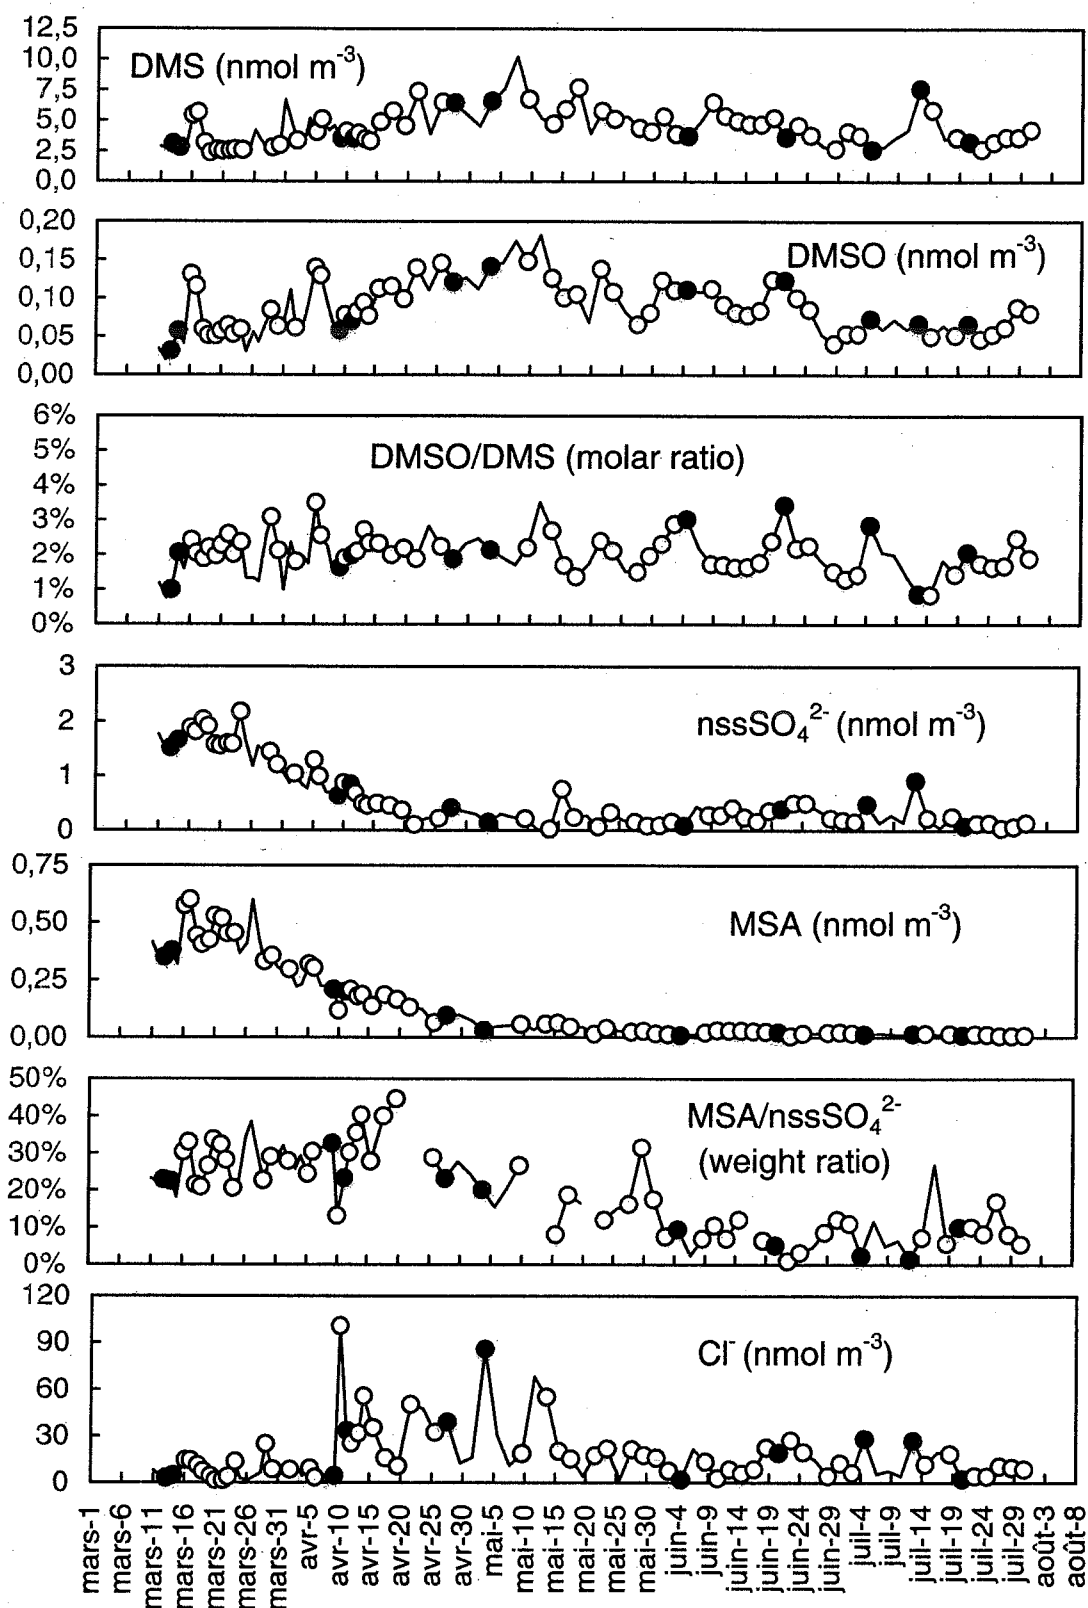 12,5
10,0
7,5
5,0
2,5
0,0
DMS (nmol m-3)
0,20
0,15
0,10
0,05
0,00
DMSO (nmol m-3)
6%
5%
4%
3%
2%
1%
0%
DMSO/DMS (molar ratio)
3
2
1
0
nssSO4 2- (nmol m-3)
0,75
0,50
0,25
0,00
MSA (nmol m-3)
50%
40%
30%
20%
10%
0%
MSA/nssSO4 2-
(weight ratio)
120
90
60
30
0
Cl- (nmol m-3)
mars-1
mars-6
mars-11
mars-16
mars-21
mars-26
mars-31
avr-5
avr-10
avr-15
avr-20
avr-25
avr-30
mai-5
mai-10
mai-15
mai-20
mai-25
mai-30
juin-4
juin-9
juin-14
juin-19
juin-24
juin-29
juil-4
juil-9
juil-14
juil-19
juil-24
juil-29
août-3
août-8